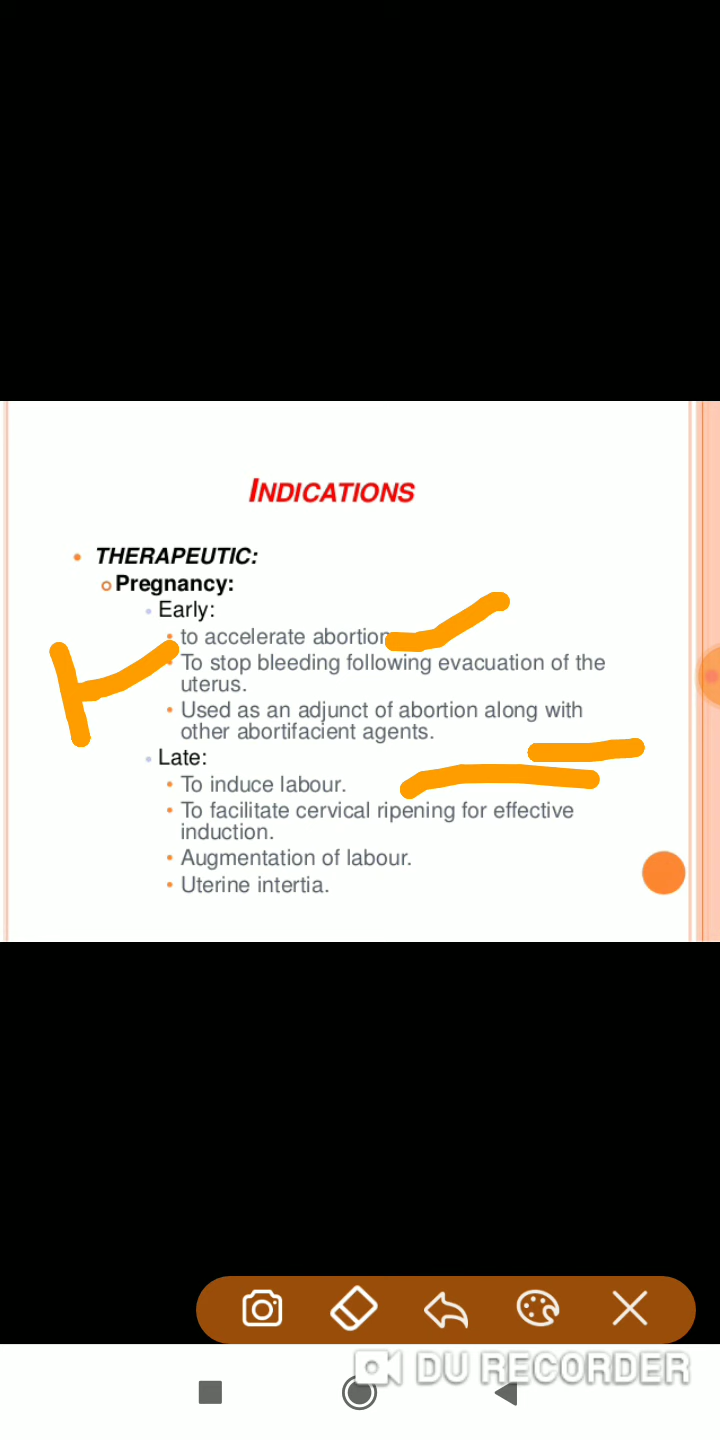 INDICATIONS
• THERAPEUTIC:
Pregnancy:
• Early:
• to accelerate abortion
• To stop bleeding following evacuation of the
uterus.
• Used as an adjunct of abortion along with
other abortifacient agents.
• Late:
• To induce labour.
• To facilitate cervical ripening for effective
induction.
• Augmentation of labour.
• Uterine intertia.
DU RECORDER